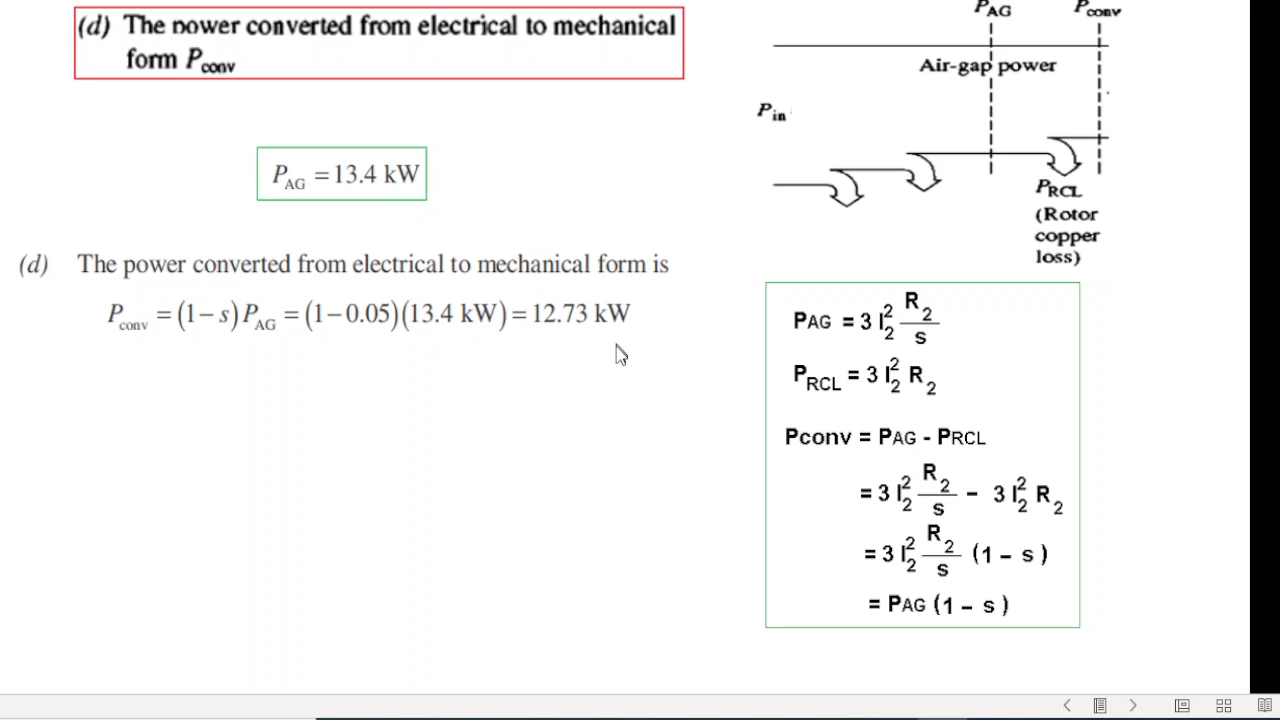 (d) The power converted from electrical to mechanical
form P_conv
P_AG = 13.4 kW
(d) The power converted from electrical to mechanical form is
P_conv = (1 − s) P_AG = (1 − 0.05)(13.4 kW) = 12.73 kW
P_AG P_conv
Air-gap power
P_in
P_RCL
(Rotor
copper
loss)
P_AG = 3 I_2^2 R_2/s
P_RCL = 3 I_2^2 R_2
Pconv = P_AG - P_RCL
= 3 I_2^2 R_2/s - 3 I_2^2 R_2
= 3 I_2^2 R_2/s (1 - s)
= P_AG (1 - s)